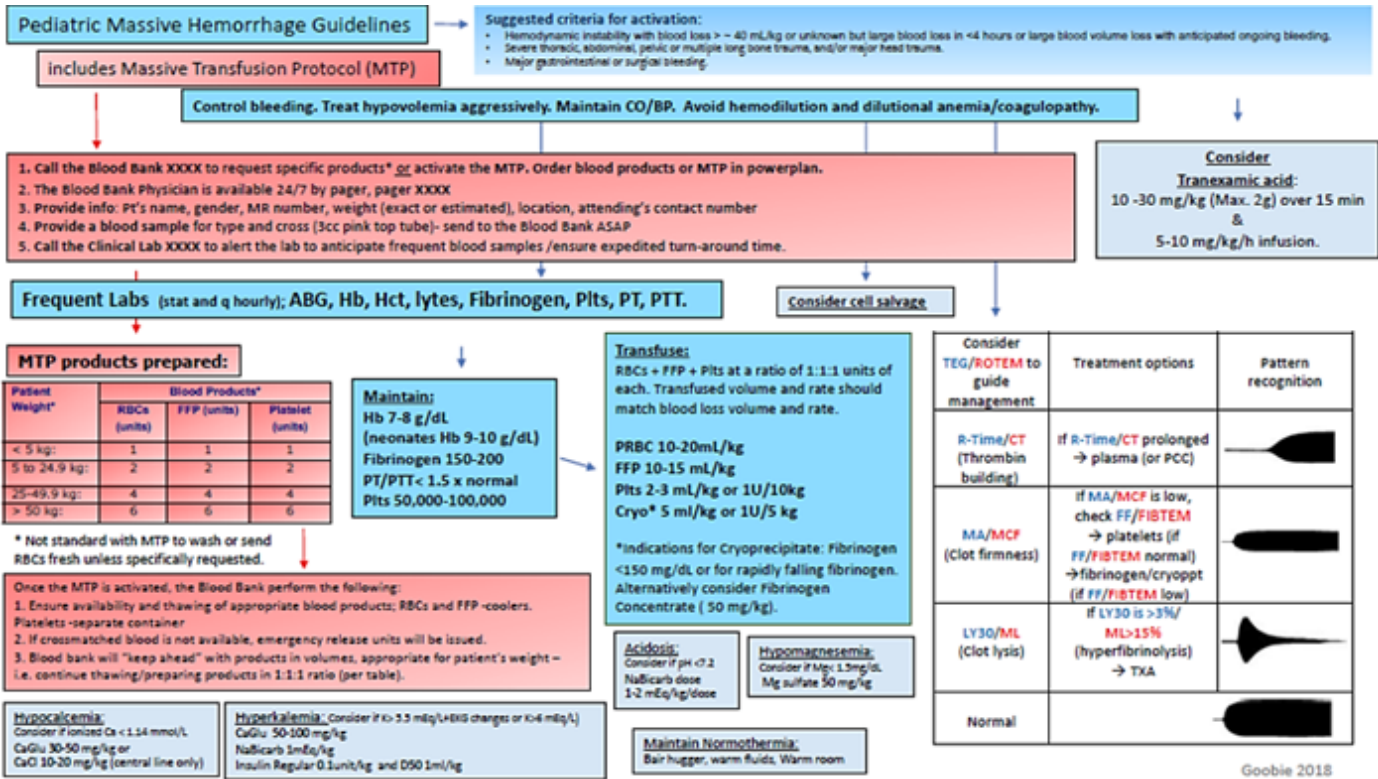 Pediatric Massive Hemorrhage Guidelines
Suggested criteria for activation:
• Hemodynamic instability with blood loss > ~ 40 mL/kg or unknown but large blood loss in <4 hours or large blood volume loss with anticipated ongoing bleeding.
• Severe thoracic, abdominal, pelvic or multiple long bone trauma, and/or major head trauma.
• Major gastrointestinal or surgical bleeding.
includes Massive Transfusion Protocol (MTP)
Control bleeding. Treat hypovolemia aggressively. Maintain CO/BP. Avoid hemodilution and dilutional anemia/coagulopathy.
1. Call the Blood Bank XXXX to request specific products* or activate the MTP. Order blood products or MTP in powerplan.
2. The Blood Bank Physician is available 24/7 by pager, pager XXXX
3. Provide info: Pt's name, gender, MR number, weight (exact or estimated), location, attending's contact number
4. Provide a blood sample for type and cross (3cc pink top tube)- send to the Blood Bank ASAP
5. Call the Clinical Lab XXXX to alert the lab to anticipate frequent blood samples /ensure expedited turn-around time.
Consider
Tranexamic acid:
10 -30 mg/kg (Max. 2g) over 15 min
&
5-10 mg/kg/h infusion.
Frequent Labs (stat and q hourly); ABG, Hb, Hct, lytes, Fibrinogen, Plts, PT, PTT.
Consider cell salvage
MTP products prepared:
Patient Weight* Blood Products*
RBCs (units) FFP (units) Platelet (units)
< 5 kg: 1 1 1
5 to 24.9 kg: 2 2 2
25-49.9 kg: 4 4 4
> 50 kg: 6 6 6
* Not standard with MTP to wash or send
RBCs fresh unless specifically requested.
Maintain:
Hb 7-8 g/dL
(neonates Hb 9-10 g/dL)
Fibrinogen 150-200
PT/PTT< 1.5 x normal
Plts 50,000-100,000
Transfuse:
RBCs + FFP + Plts at a ratio of 1:1:1 units of
each. Transfused volume and rate should
match blood loss volume and rate.
PRBC 10-20mL/kg
FFP 10-15 mL/kg
Plts 2-3 mL/kg or 1U/10kg
Cryo* 5 ml/kg or 1U/5 kg
*Indications for Cryoprecipitate: Fibrinogen
<150 mg/dL or for rapidly falling fibrinogen.
Alternatively consider Fibrinogen
Concentrate ( 50 mg/kg).
Consider
TEG/ROTEM to
guide
management
Treatment options
Pattern
recognition
R-Time/CT
(Thrombin
building)
If R-Time/CT prolonged
→ plasma (or PCC)
MA/MCF
(Clot firmness)
If MA/MCF is low,
check FF/FIBTEM
→ platelets (if
FF/FIBTEM normal)
→fibrinogen/cryoppt
(if FF/FIBTEM low)
LY30/ML
(Clot lysis)
If LY30 is >3%/
ML>15%
(hyperfibrinolysis)
→ TXA
Normal
Once the MTP is activated, the Blood Bank perform the following:
1. Ensure availability and thawing of appropriate blood products; RBCs and FFP -coolers.
Platelets -separate container
2. If crossmatched blood is not available, emergency release units will be issued.
3. Blood bank will "keep ahead" with products in volumes, appropriate for patient's weight –
i.e. continue thawing/preparing products in 1:1:1 ratio (per table).
Acidosis:
Consider if pH <7.2
NaBicarb dose
1-2 mEq/kg/dose
Hypomagnesemia:
Consider if Mg< 1.5mg/dL
Mg sulfate 50 mg/kg
Hypocalcemia:
Consider if ionized Ca < 1.14 mmol/L
CaGlu 30-50 mg/kg or
CaCl 10-20 mg/kg (central line only)
Hyperkalemia: Consider if K> 5.5 mEq/L+EKG changes or K>6 mEq/L)
CaGlu 50-100 mg/kg
NaBicarb 1mEq/kg
Insulin Regular 0.1unit/kg and D50 1ml/kg
Maintain Normothermia:
Bair hugger, warm fluids, Warm room
Goobie 2018